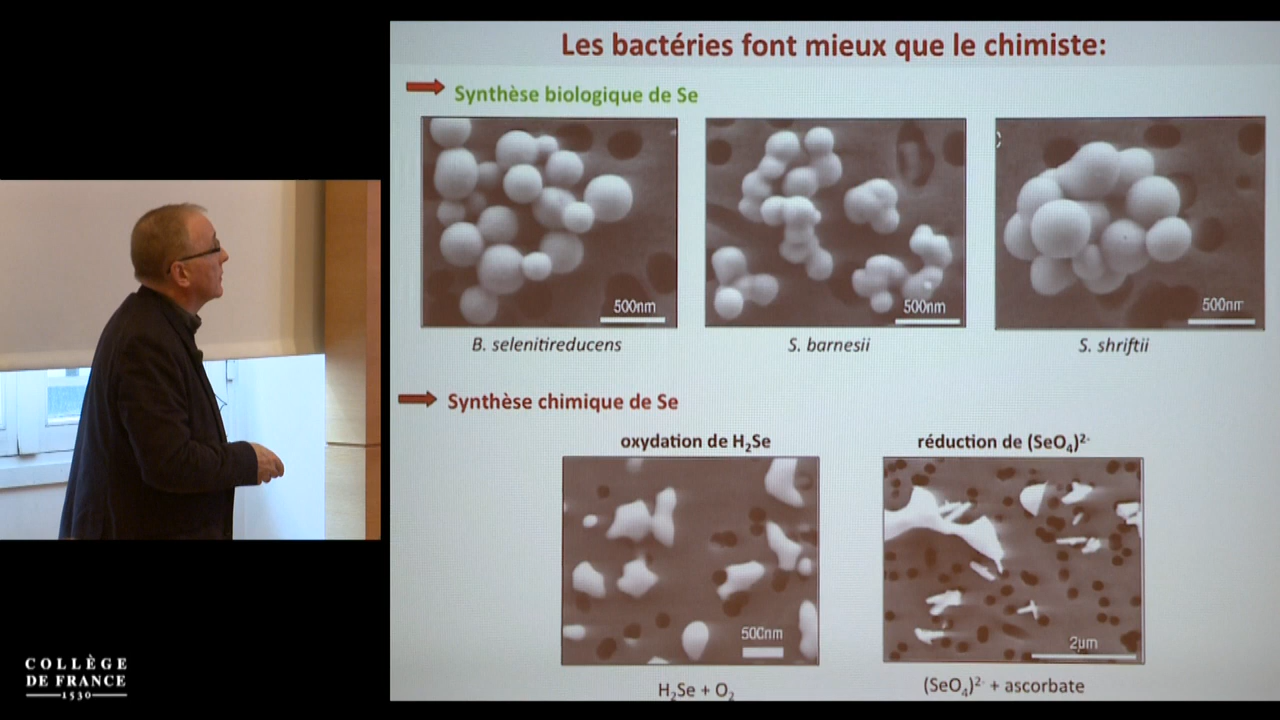 Les bactéries font mieux que le chimiste:
Synthèse biologique de Se
500nm
500nm
500nm
B. selenitireducens
S. barnesii
S. shriftii
Synthèse chimique de Se
oxydation de H₂Se
réduction de (SeO₄)²⁻
500nm
2µm
H₂Se + O₂
(SeO₄)²⁻ + ascorbate
COLLÈGE
DE FRANCE
1530